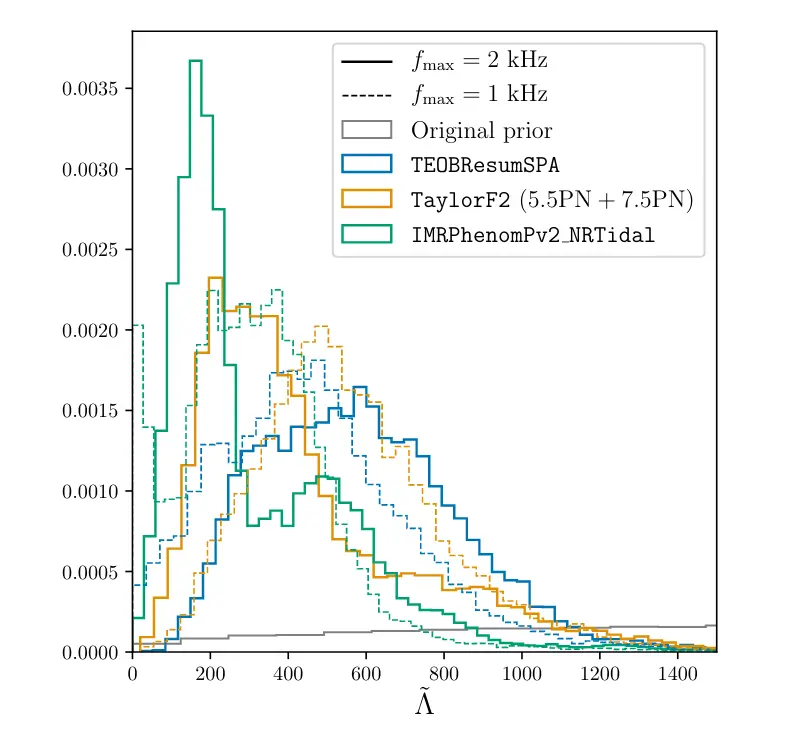 f_max = 2 kHz
f_max = 1 kHz
Original prior
TEOBResumSPA
TaylorF2 (5.5PN + 7.5PN)
IMRPhenomPv2_NRTidal
0.0035
0.0030
0.0025
0.0020
0.0015
0.0010
0.0005
0.0000
0 200 400 600 800 1000 1200 1400
Λ̃